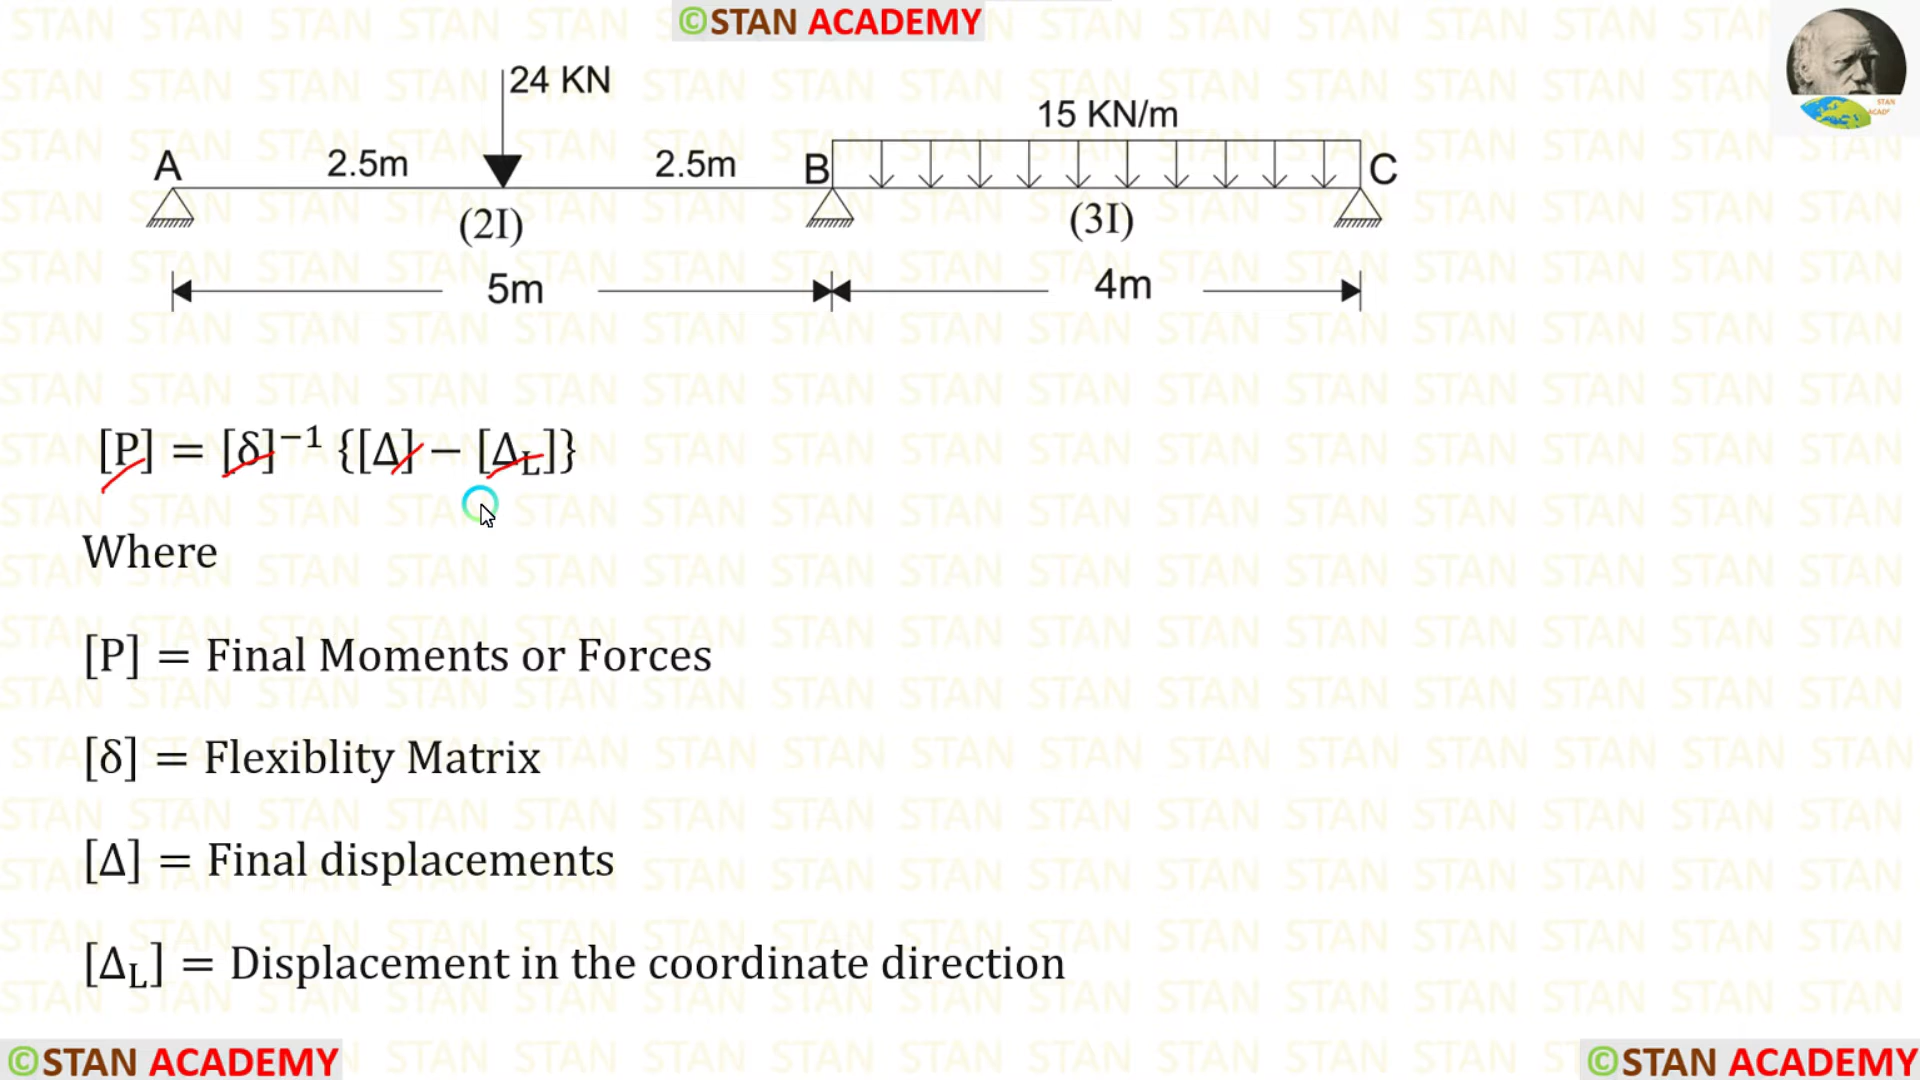 ©STAN ACADEMY
24 KN
15 KN/m
A 2.5m 2.5m B C
(2I) (3I)
5m 4m
[P] = [δ]⁻¹ {[Δ] − [Δ_L]}
Where
[P] = Final Moments or Forces
[δ] = Flexiblity Matrix
[Δ] = Final displacements
[Δ_L] = Displacement in the coordinate direction
©STAN ACADEMY ©STAN ACADEMY